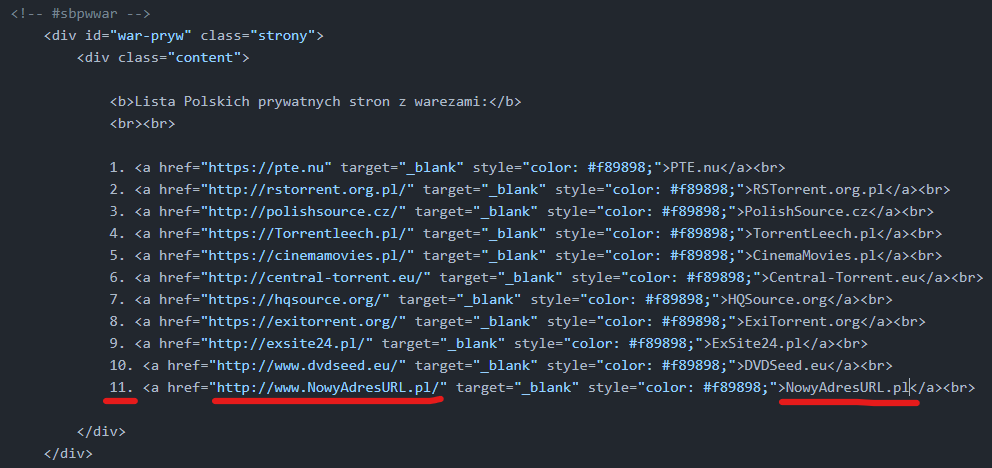 <!-- #sbpwwar -->
<div id="war-pryw" class="strony">
<div class="content">
<b>Lista Polskich prywatnych stron z warezami:</b>
<br><br>
1. <a href="https://pte.nu" target="_blank" style="color: #f89898;">PTE.nu</a><br>
2. <a href="http://rstorrent.org.pl/" target="_blank" style="color: #f89898;">RSTorrent.org.pl</a><br>
3. <a href="http://polishsource.cz/" target="_blank" style="color: #f89898;">PolishSource.cz</a><br>
4. <a href="https://Torrentleech.pl/" target="_blank" style="color: #f89898;">TorrentLeech.pl</a><br>
5. <a href="https://cinemamovies.pl/" target="_blank" style="color: #f89898;">CinemaMovies.pl</a><br>
6. <a href="http://central-torrent.eu/" target="_blank" style="color: #f89898;">Central-Torrent.eu</a><br>
7. <a href="https://hqsource.org/" target="_blank" style="color: #f89898;">HQSource.org</a><br>
8. <a href="https://exitorrent.org/" target="_blank" style="color: #f89898;">ExiTorrent.org</a><br>
9. <a href="http://exsite24.pl/" target="_blank" style="color: #f89898;">ExSite24.pl</a><br>
10. <a href="http://www.dvdseed.eu/" target="_blank" style="color: #f89898;">DVDSeed.eu</a><br>
11. <a href="http://www.NowyAdresURL.pl/" target="_blank" style="color: #f89898;">NowyAdresURL.pl</a><br>
</div>
</div>